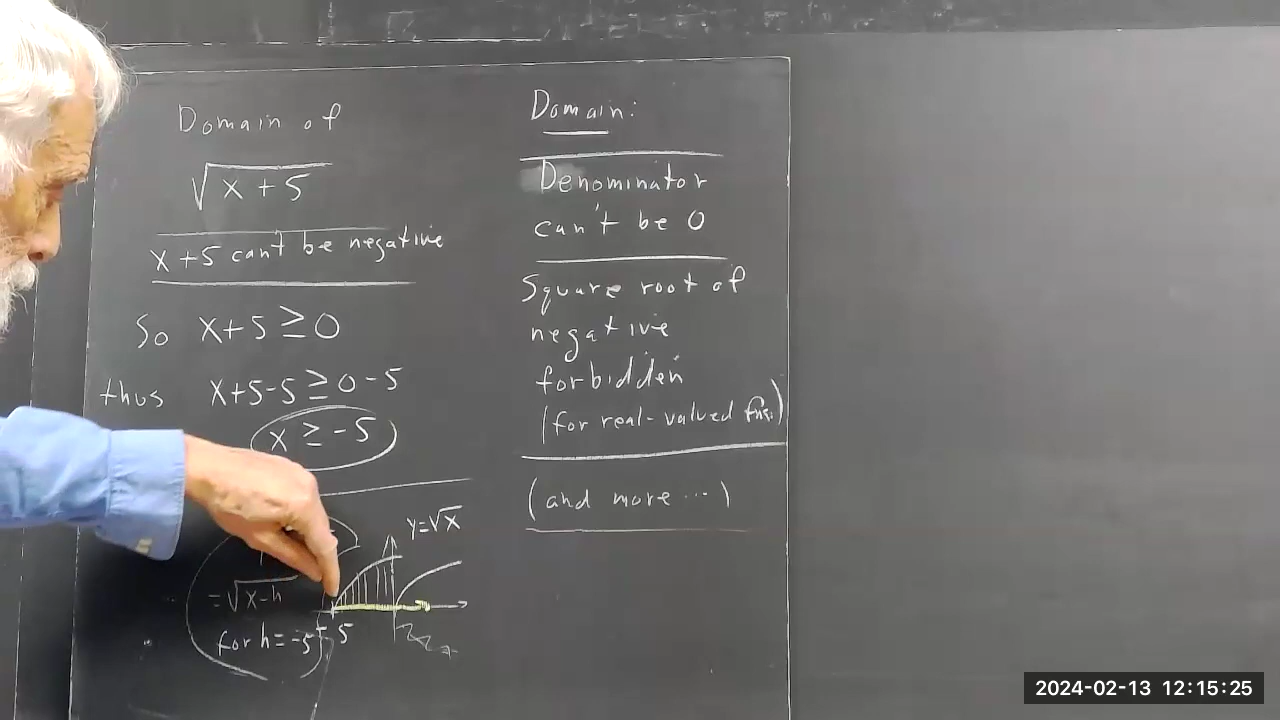 Domain of
√x+5
x+5 can't be negative
So x+5 ≥ 0
thus x+5-5 ≥ 0-5
x ≥ -5
y=√x
=√x-h
for h=-5
-5
Domain:
Denominator
can't be 0
Square root of
negative
forbidden
(for real-valued fns.)
(and more ...)
2024-02-13 12:15:25